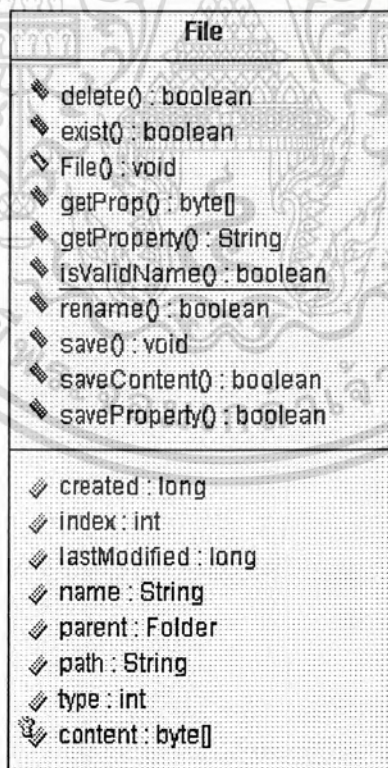 File
delete() : boolean
exist() : boolean
File() : void
getProp() : byte[]
getProperty() : String
isValidName() : boolean
rename() : boolean
save() : void
saveContent() : boolean
saveProperty() : boolean
created : long
index : int
lastModified : long
name : String
parent : Folder
path : String
type : int
content : byte[]